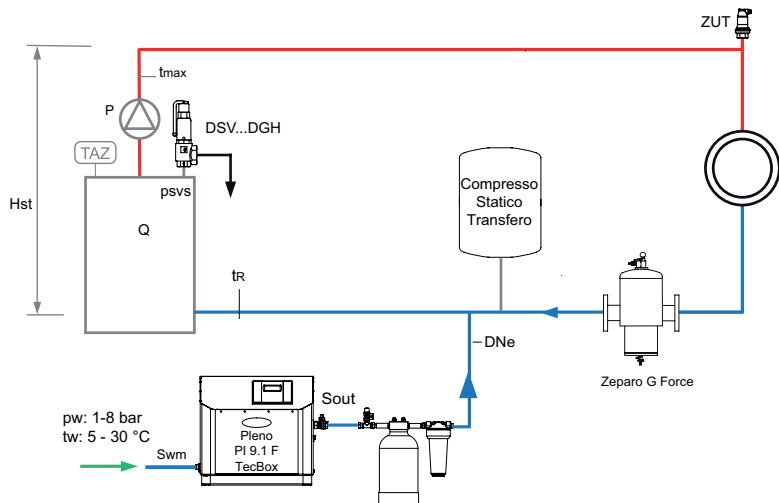 ZUT
tmax
P
DSV...DGH
TAZ
psvs
Compresso
Statico
Transfero
Hst
Q
tR
DNe
Zeparo G Force
Sout
pw: 1-8 bar
tw: 5 - 30 °C
Pleno
PI 9.1 F
TecBox
Swm